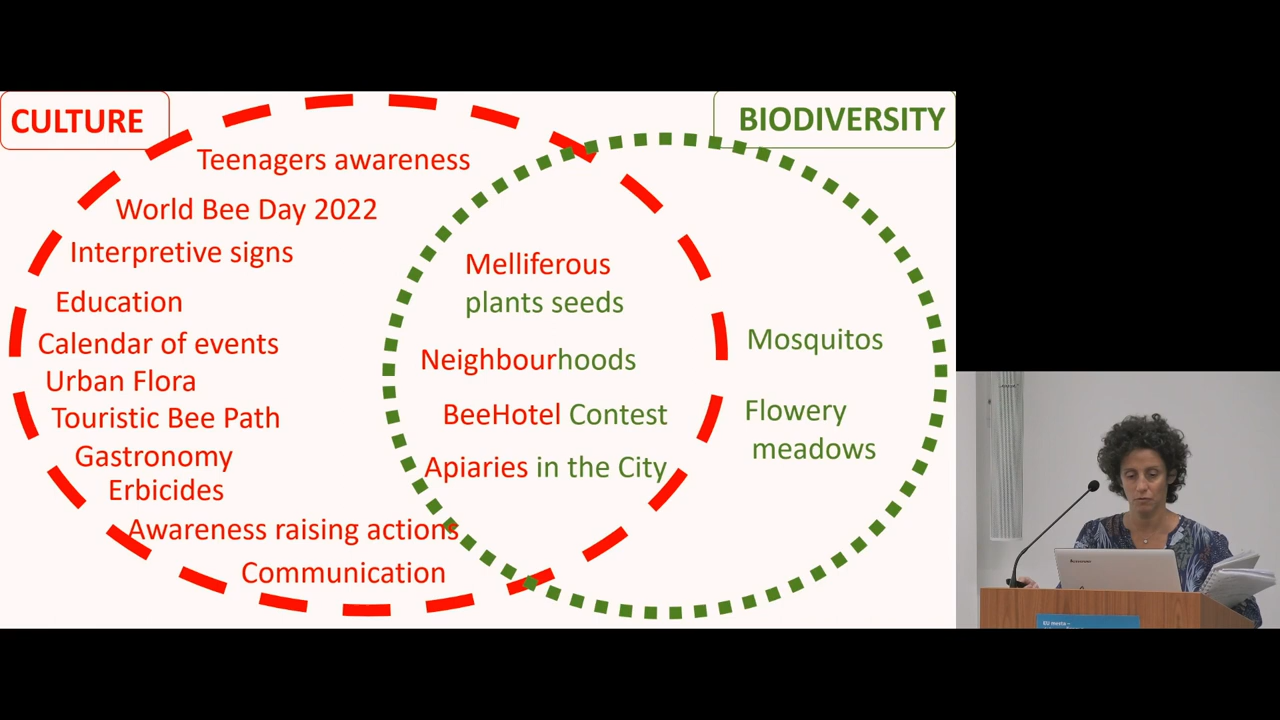 CULTURE
BIODIVERSITY
Teenagers awareness
World Bee Day 2022
Interpretive signs
Education
Calendar of events
Urban Flora
Touristic Bee Path
Gastronomy
Erbicides
Awareness raising actions
Communication
Melliferous
plants seeds
Neighbourhoods
BeeHotel Contest
Apiaries in the City
Mosquitos
Flowery
meadows